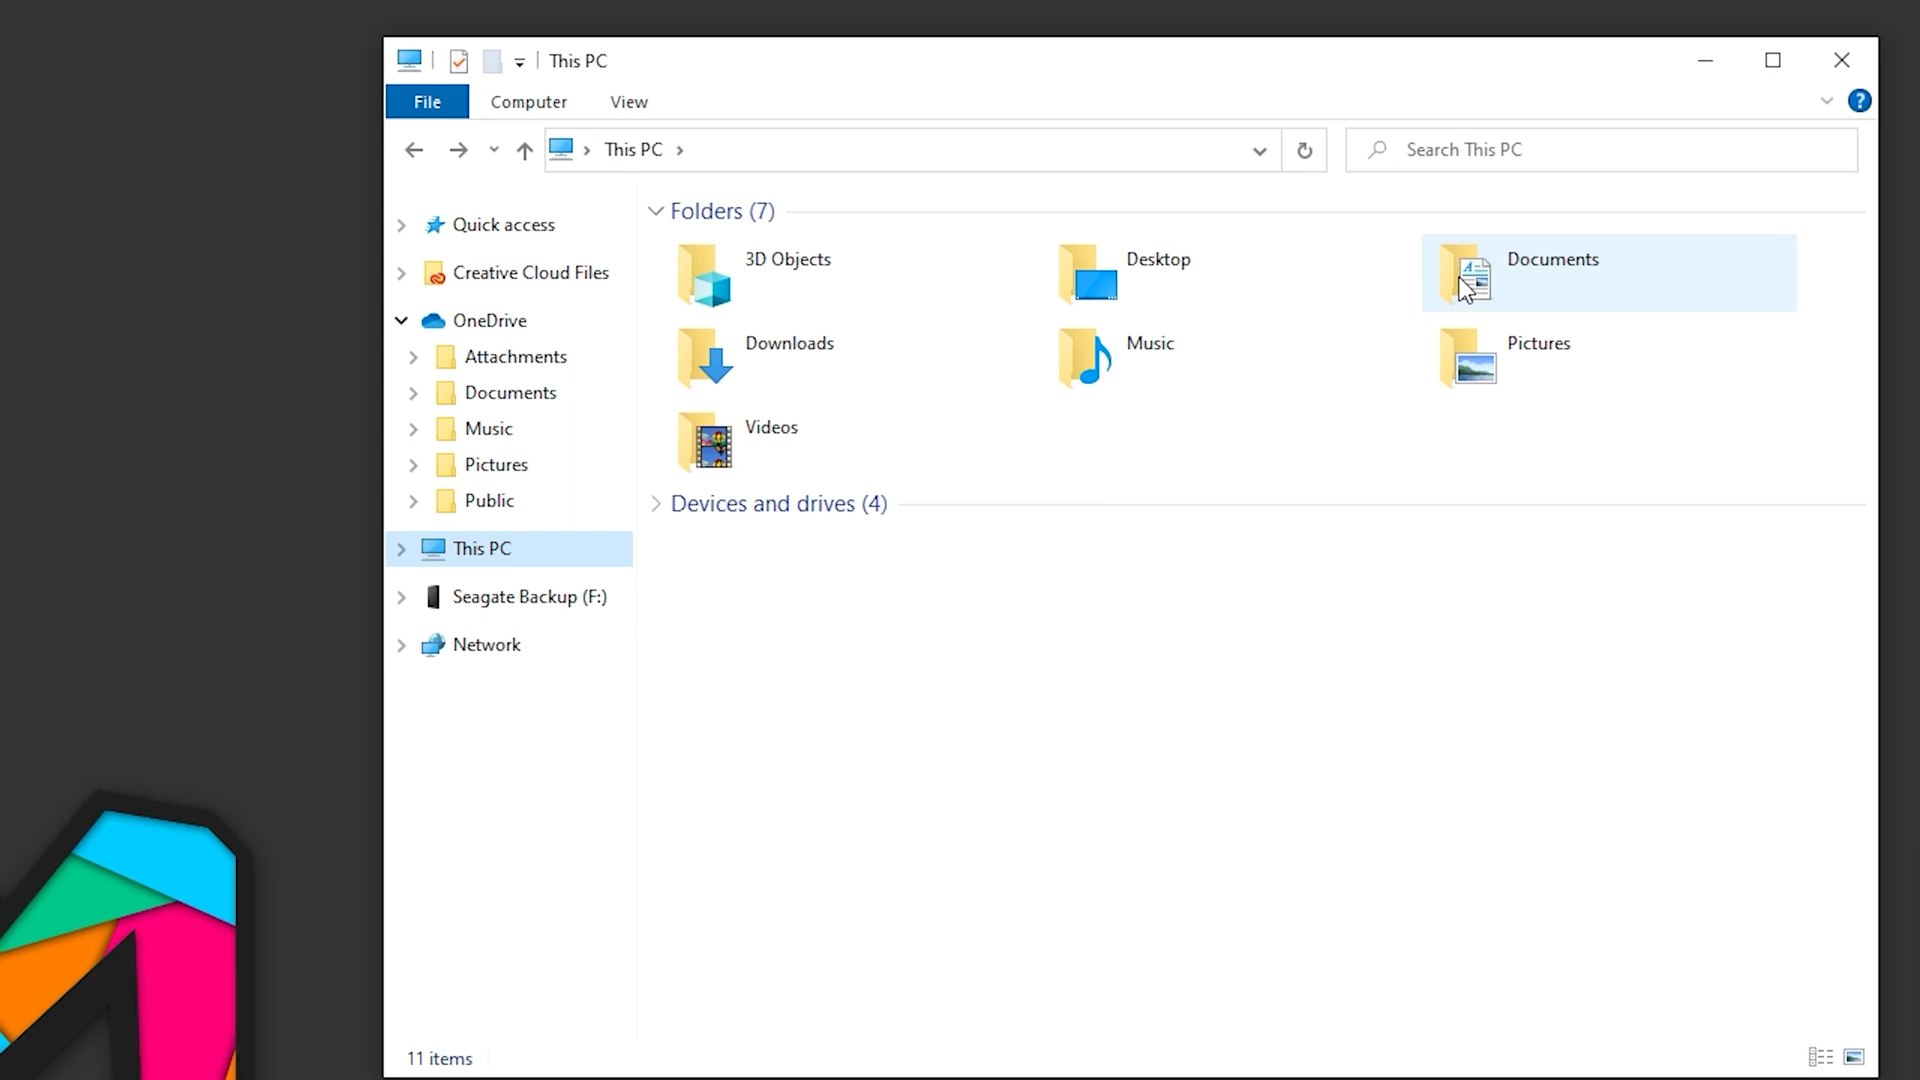 This PC
File Computer View ?
This PC
Search This PC
Quick access
Creative Cloud Files
OneDrive
Attachments
Documents
Music
Pictures
Public
This PC
Seagate Backup (F:)
Network
Folders (7)
3D Objects
Desktop
Documents
Downloads
Music
Pictures
Videos
Devices and drives (4)
11 items